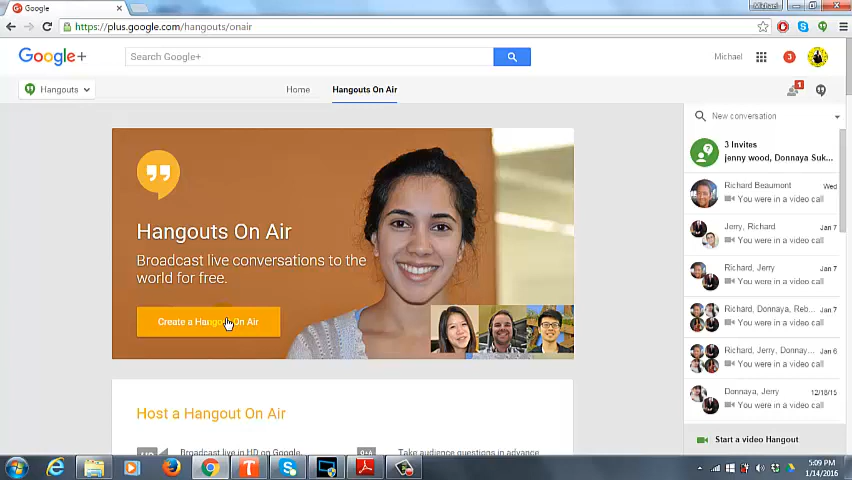 Google
Michael
https://plus.google.com/hangouts/onair
Google+
Search Google+
Michael
3
Hangouts
Home
Hangouts On Air
1
New conversation
3 Invites
jenny wood, Donnaya Suk...
Hangouts On Air
Broadcast live conversations to the
world for free.
Create a Hangout On Air
Richard Beaumont Wed
You were in a video call
Jerry, Richard Jan 7
You were in a video call
Richard, Jerry Jan 7
You were in a video call
Richard, Donnaya, Reb... Jan 7
You were in a video call
Richard, Jerry, Donnay... Jan 6
You were in a video call
Donnaya, Jerry 12/18/15
You were in a video call
Start a video Hangout
Host a Hangout On Air
HD
Broadcast live in HD on Google,
Q+A
Take audience questions in advance
5:09 PM
1/14/2016